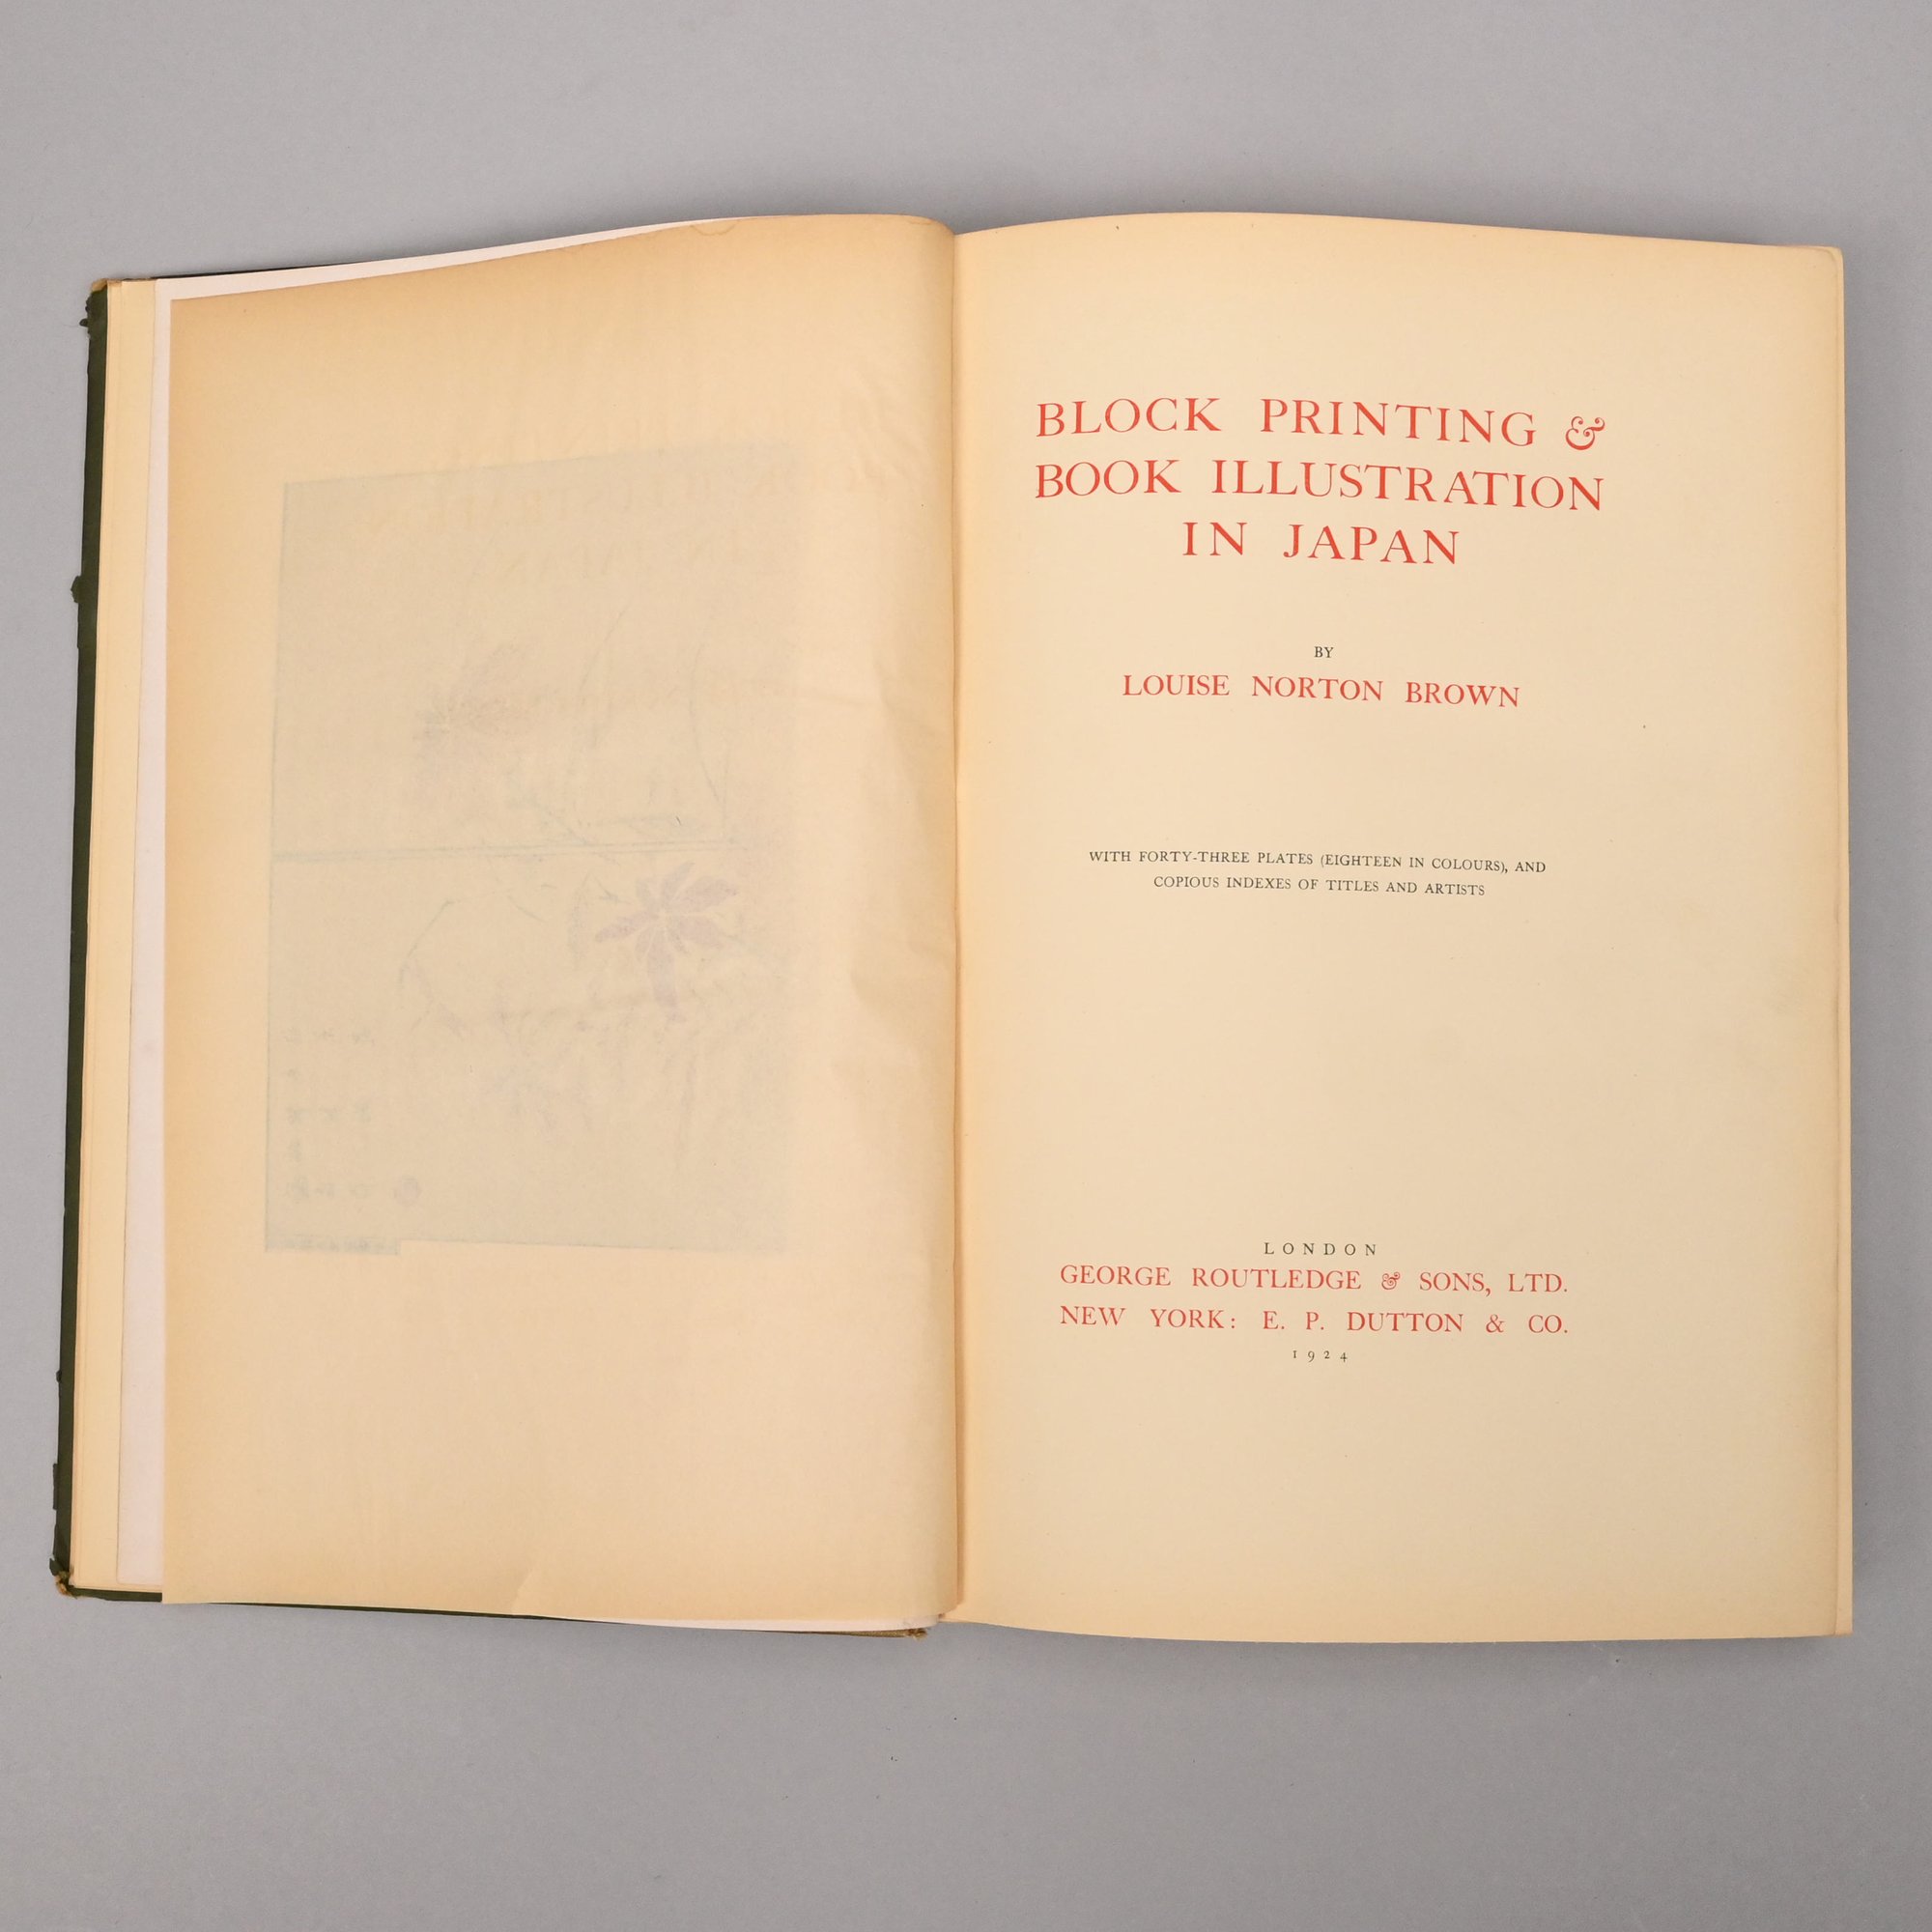 BLOCK PRINTING &
BOOK ILLUSTRATION
IN JAPAN
BY
LOUISE NORTON BROWN
WITH FORTY-THREE PLATES (EIGHTEEN IN COLOURS), AND
COPIOUS INDEXES OF TITLES AND ARTISTS
LONDON
GEORGE ROUTLEDGE & SONS, LTD.
NEW YORK: E. P. DUTTON & CO.
1924